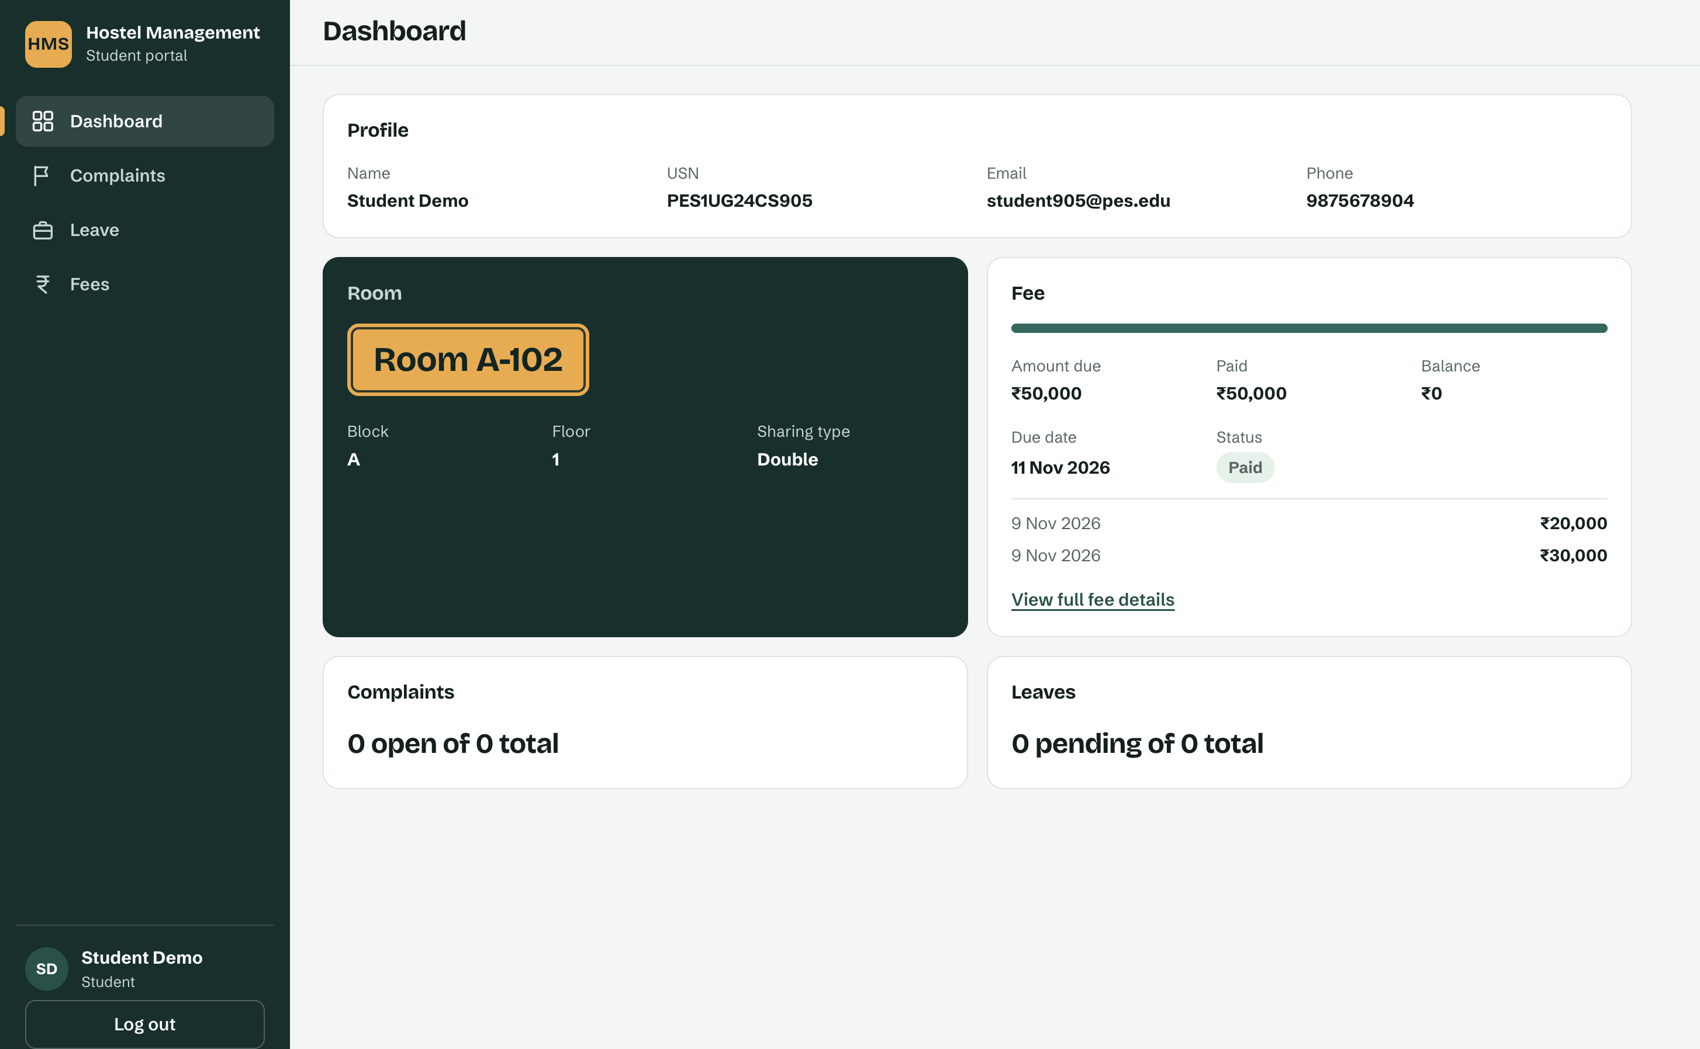 HMS
Hostel Management
Student portal
Dashboard
Complaints
Leave
Fees
Student Demo
SD
Student
Log out
Dashboard
Profile
Name USN Email Phone
Student Demo PES1UG24CS905 student905@pes.edu 9875678904
Room
Room A-102
Block Floor Sharing type
A 1 Double
Fee
Amount due Paid Balance
₹50,000 ₹50,000 ₹0
Due date Status
11 Nov 2026 Paid
9 Nov 2026 ₹20,000
9 Nov 2026 ₹30,000
View full fee details
Complaints
0 open of 0 total
Leaves
0 pending of 0 total